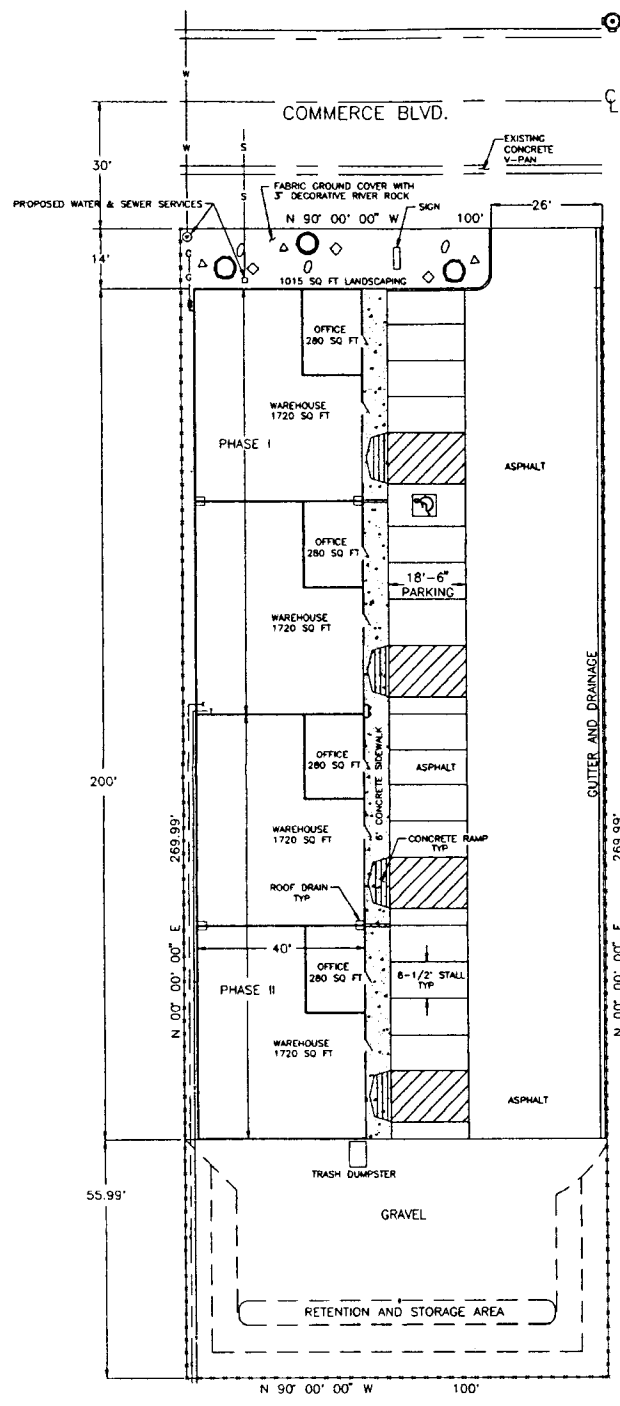 W
COMMERCE BLVD.
℄
W
S
EXISTING
CONCRETE
V-PAN
30'
S
FABRIC GROUND COVER WITH
3" DECORATIVE RIVER ROCK
SIGN
26'
PROPOSED WATER & SEWER SERVICES
N 90° 00' 00" W 100'
14'
G
G
1015 SQ FT LANDSCAPING
OFFICE
280 SQ FT
WAREHOUSE
1720 SQ FT
PHASE I
ASPHALT
OFFICE
280 SQ FT
18'-6"
PARKING
WAREHOUSE
1720 SQ FT
GUTTER AND DRAINAGE
6' CONCRETE SIDEWALK
OFFICE
280 SQ FT
ASPHALT
200'
269.99'
269.99'
WAREHOUSE
1720 SQ FT
CONCRETE RAMP
TYP
ROOF DRAIN
TYP
40'
OFFICE
280 SQ FT
STALL
TYP
PHASE II
N 00° 00' 00" E
N 00° 00' 00" E
WAREHOUSE
1720 SQ FT
ASPHALT
TRASH DUMPSTER
55.99'
GRAVEL
RETENTION AND STORAGE AREA
N 90° 00' 00" W 100'